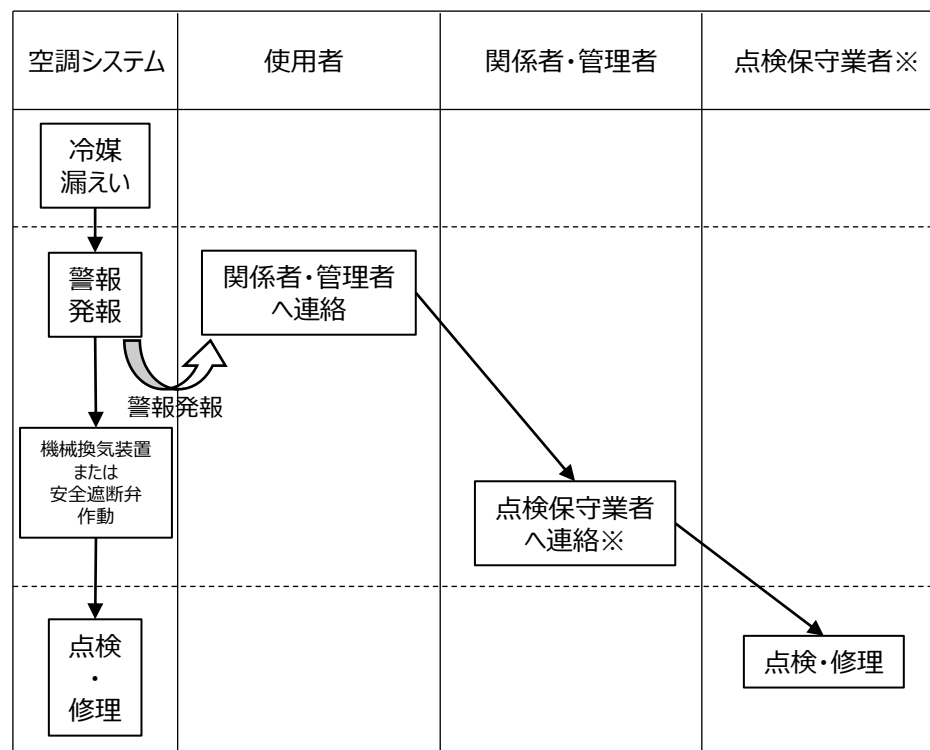 空調システム
使用者
関係者・管理者
点検保守業者※
冷媒
漏えい
警報
発報
関係者・管理者
へ連絡
警報発報
機械換気装置
または
安全遮断弁
作動
点検保守業者
へ連絡※
点検
・
修理
点検・修理